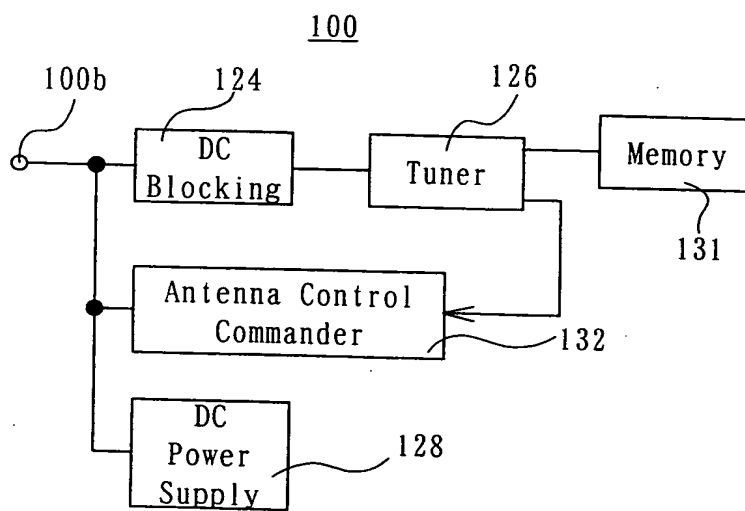 100
100b
124
126
DC
Blocking
Tuner
Memory
131
Antenna Control
Commander
132
DC
Power
Supply
128